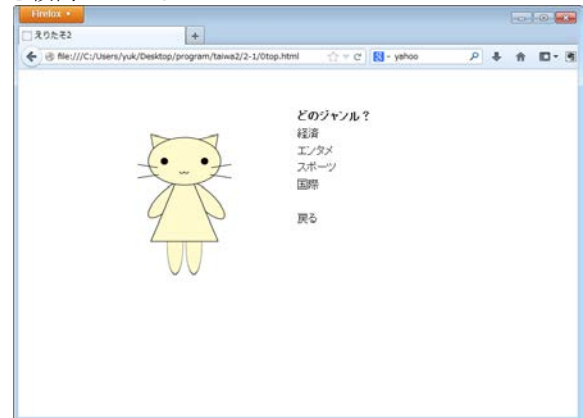 Firefox
えりたそ2
file:///C:/Users/yuk/Desktop/program/taiwa2/2-1/0top.html
yahoo
どのジャンル？
経済
エンタメ
スポーツ
国際
戻る